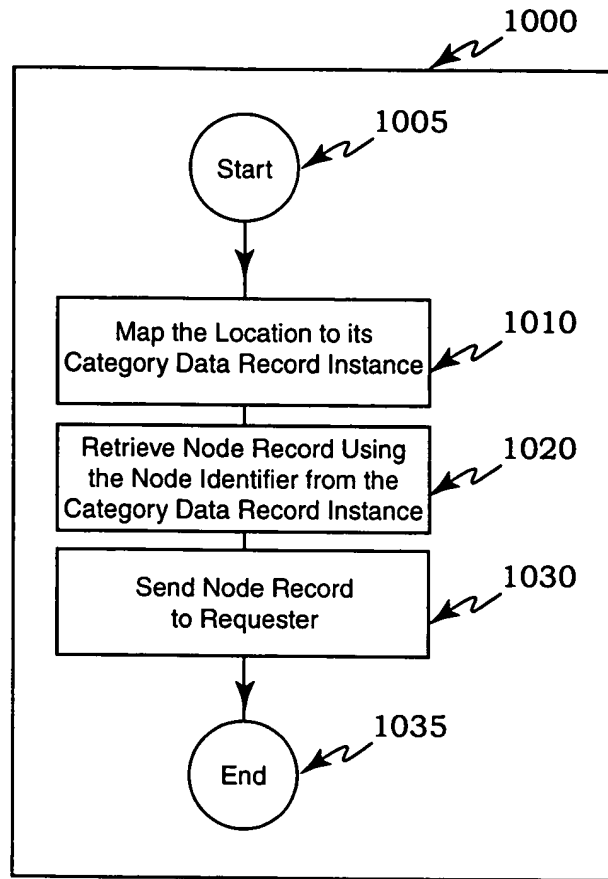 1000
1005
Start
Map the Location to its
Category Data Record Instance
1010
Retrieve Node Record Using
the Node Identifier from the
Category Data Record Instance
1020
Send Node Record
to Requester
1030
End
1035